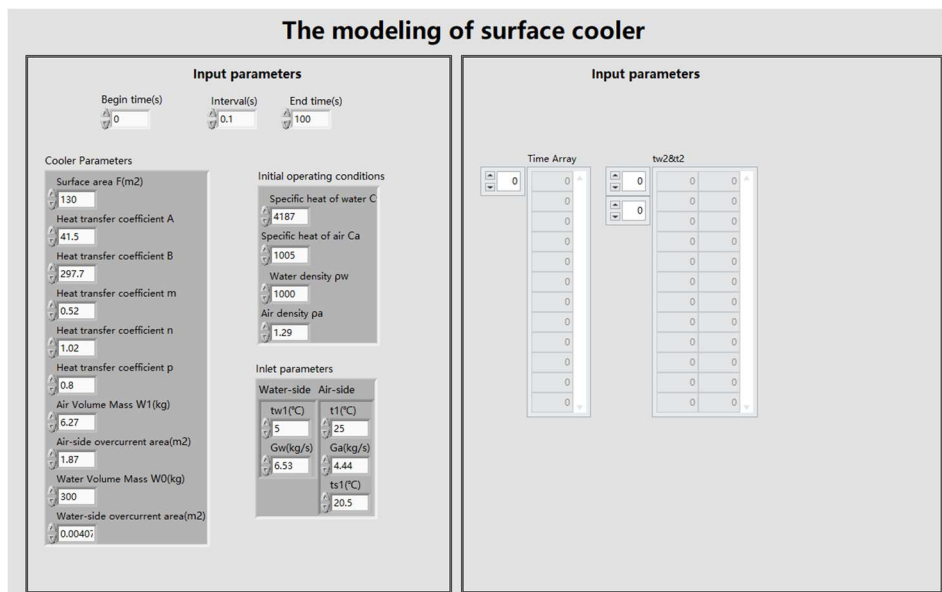 The modeling of surface cooler
Input parameters
Begin time(s) Interval(s) End time(s)
0 0.1 100
Cooler Parameters
Surface area F(m2)
130
Heat transfer coefficient A
41.5
Heat transfer coefficient B
297.7
Heat transfer coefficient m
0.52
Heat transfer coefficient n
1.02
Heat transfer coefficient p
0.8
Air Volume Mass W1(kg)
6.27
Air-side overcurrent area(m2)
1.87
Water Volume Mass W0(kg)
300
Water-side overcurrent area(m2)
0.00407
Initial operating conditions
Specific heat of water C
4187
Specific heat of air Ca
1005
Water density ρw
1000
Air density ρa
1.29
Inlet parameters
Water-side Air-side
tw1(℃) t1(℃)
5 25
Gw(kg/s) Ga(kg/s)
6.53 4.44
ts1(℃)
20.5
Input parameters
Time Array tw2&t2
0 0 0 0 0
0 0 0 0
0 0 0
0 0 0
0 0 0
0 0 0
0 0 0
0 0 0
0 0 0
0 0 0
0 0 0
0 0 0